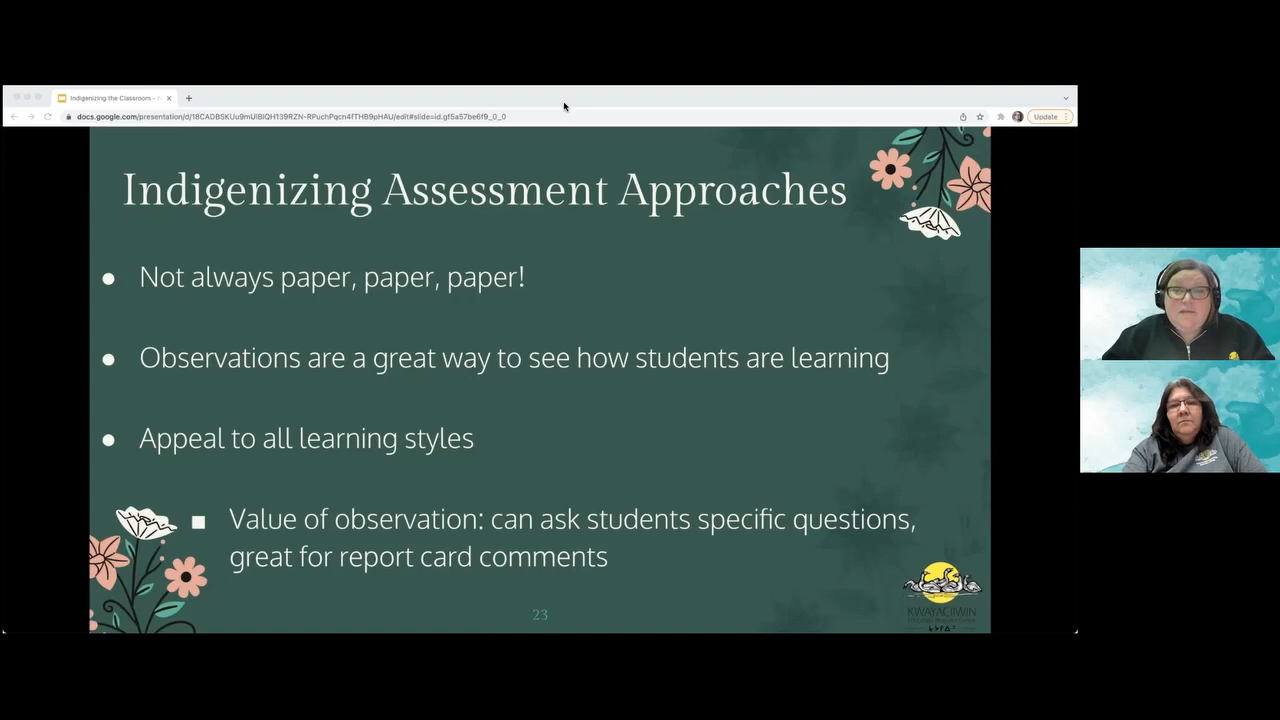 Indigenizing the Classroom -
docs.google.com/presentation/d/18CADBSKUu9mUlBIQH139RZN-RPuchPqcn4fTHB9pHAU/edit#slide=id.gf5a57be6f9_0_0
Update
Indigenizing Assessment Approaches
● Not always paper, paper, paper!
● Observations are a great way to see how students are learning
● Appeal to all learning styles
■ Value of observation: can ask students specific questions,
great for report card comments
23
KWAYACIIWIN